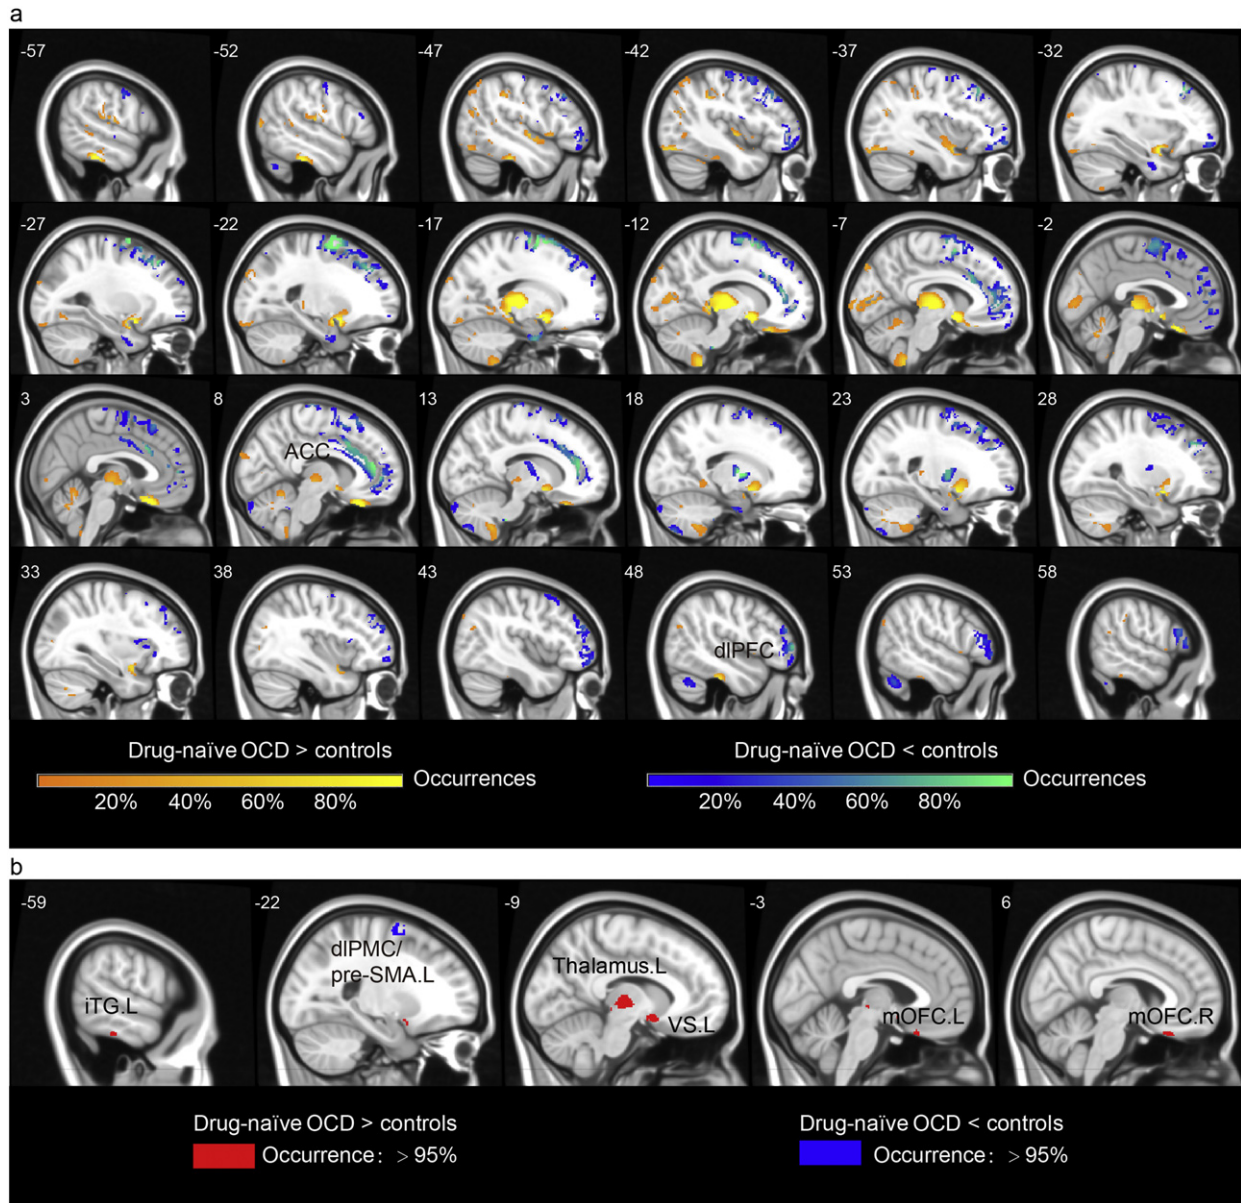 a
-57 -52 -47 -42 -37 -32
-27 -22 -17 -12 -7 -2
3 8 13 18 23 28
ACC
33 38 43 48 53 58
dlPFC
Drug-naïve OCD > controls Drug-naïve OCD < controls
Occurrences Occurrences
20% 40% 60% 80% 20% 40% 60% 80%
b
-59 -22 -9 -3 6
dlPMC/
pre-SMA.L
Thalamus.L
iTG.L
VS.L
mOFC.L
mOFC.R
Drug-naïve OCD > controls Drug-naïve OCD < controls
Occurrence: > 95% Occurrence: > 95%